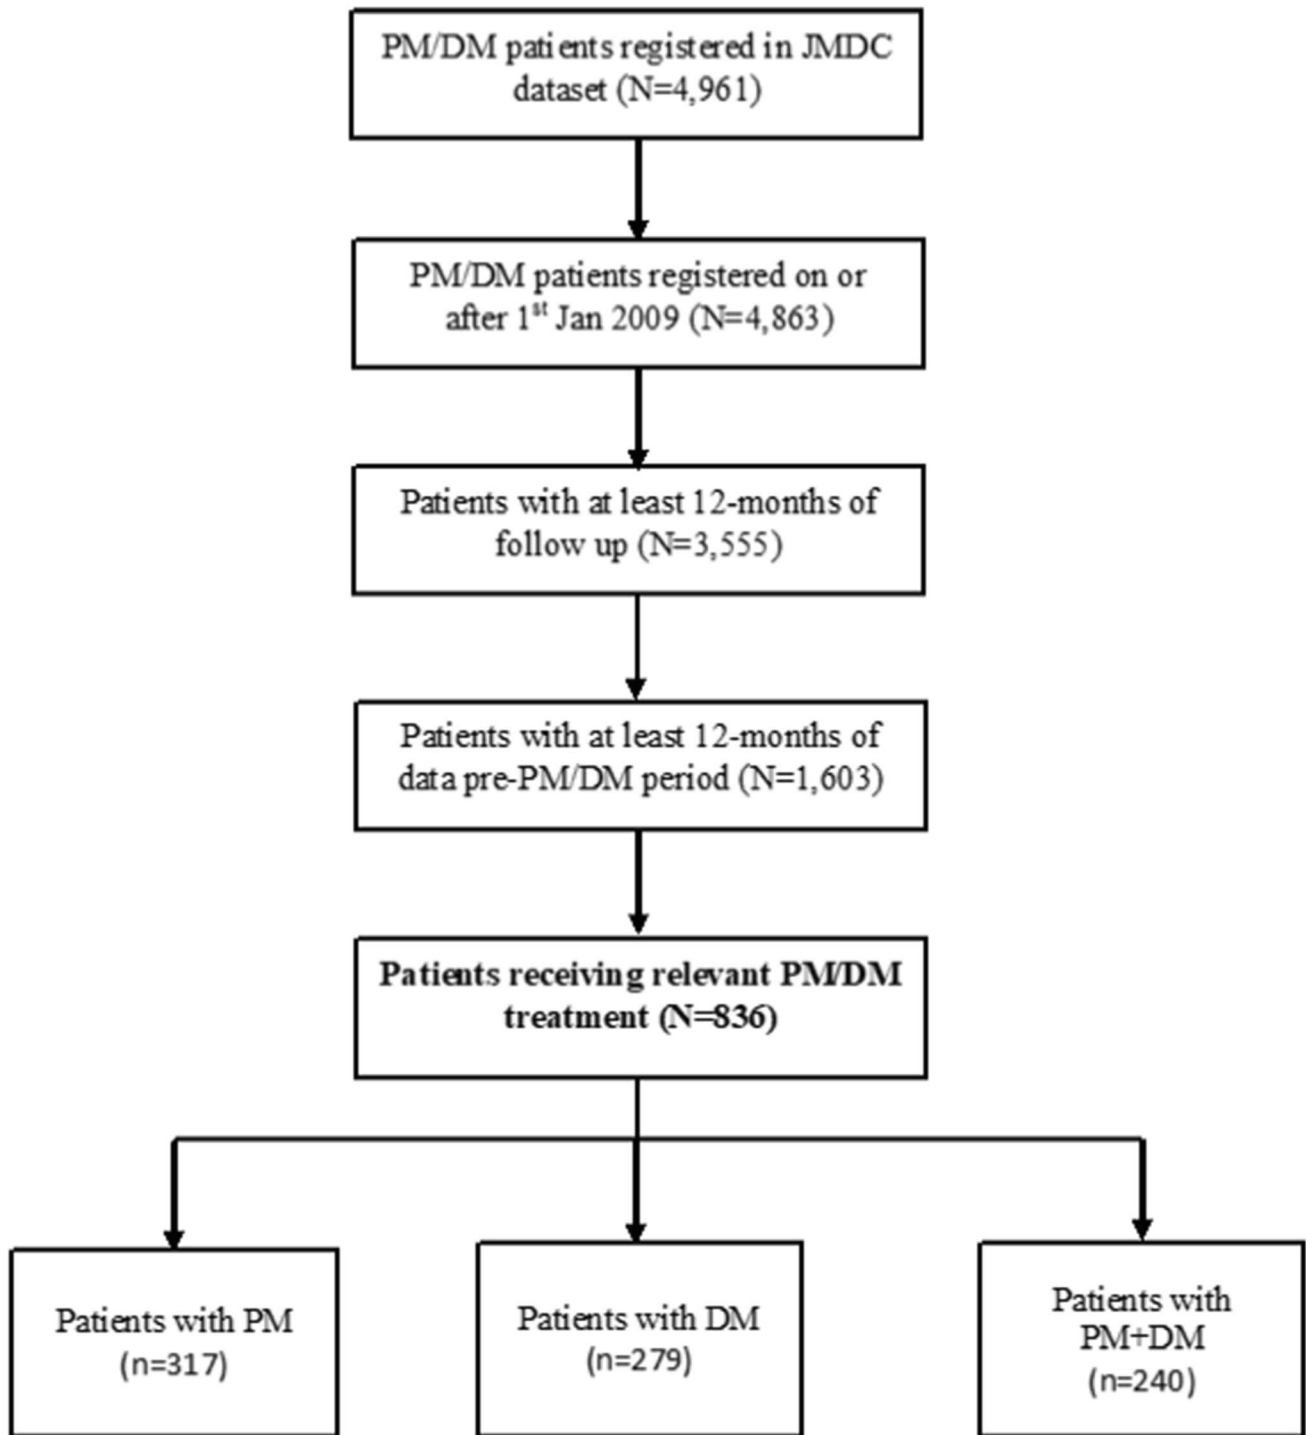 PM/DM patients registered in JMDC
dataset (N=4,961)
PM/DM patients registered on or
after 1st Jan 2009 (N=4,863)
Patients with at least 12-months of
follow up (N=3,555)
Patients with at least 12-months of
data pre-PM/DM period (N=1,603)
Patients receiving relevant PM/DM
treatment (N=836)
Patients with PM
(n=317)
Patients with DM
(n=279)
Patients with
PM+DM
(n=240)